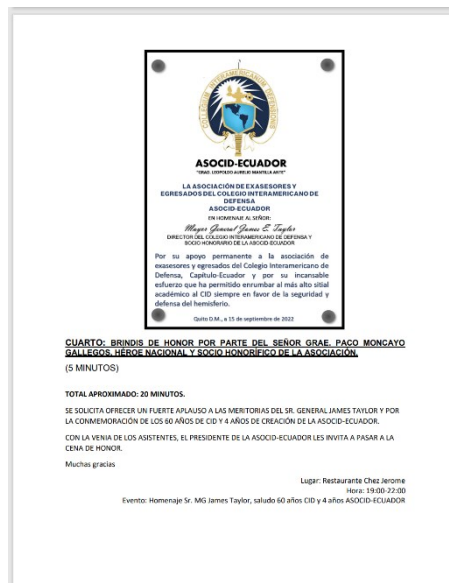 COLLEGIUM INTERAMERICANUM DEFENSIONIS
ASOCID-ECUADOR
"GRAD. LEOPOLDO AURELIO MANTILLA ANTE"
LA ASOCIACIÓN DE EXASESORES Y
EGRESADOS DEL COLEGIO INTERAMERICANO DE
DEFENSA
ASOCID-ECUADOR
EN HOMENAJE AL SEÑOR:
Mayor General James E. Taylor
DIRECTOR DEL COLEGIO INTERAMERICANO DE DEFENSA Y
SOCIO HONORARIO DE LA ASOCID-ECUADOR
Por su apoyo permanente a la asociación de
exasesores y egresados del Colegio Interamericano de
Defensa, Capítulo-Ecuador y por su incansable
esfuerzo que ha permitido enrumbar al más alto sitial
académico al CID siempre en favor de la seguridad y
defensa del hemisferio.
Quito D.M., a 15 de septiembre de 2022
CUARTO: BRINDIS DE HONOR POR PARTE DEL SEÑOR GRAE. PACO MONCAYO
GALLEGOS, HÉROE NACIONAL Y SOCIO HONORÍFICO DE LA ASOCIACIÓN.
(5 MINUTOS)
TOTAL APROXIMADO: 20 MINUTOS.
SE SOLICITA OFRECER UN FUERTE APLAUSO A LAS MERITORIAS DEL SR. GENERAL JAMES TAYLOR Y POR
LA CONMEMORACIÓN DE LOS 60 AÑOS DE CID Y 4 AÑOS DE CREACIÓN DE LA ASOCID-ECUADOR.
CON LA VENIA DE LOS ASISTENTES, EL PRESIDENTE DE LA ASOCID-ECUADOR LES INVITA A PASAR A LA
CENA DE HONOR.
Muchas gracias
Lugar: Restaurante Chez Jerome
Hora: 19:00-22:00
Evento: Homenaje Sr. MG James Taylor, saludo 60 años CID y 4 años ASOCID-ECUADOR